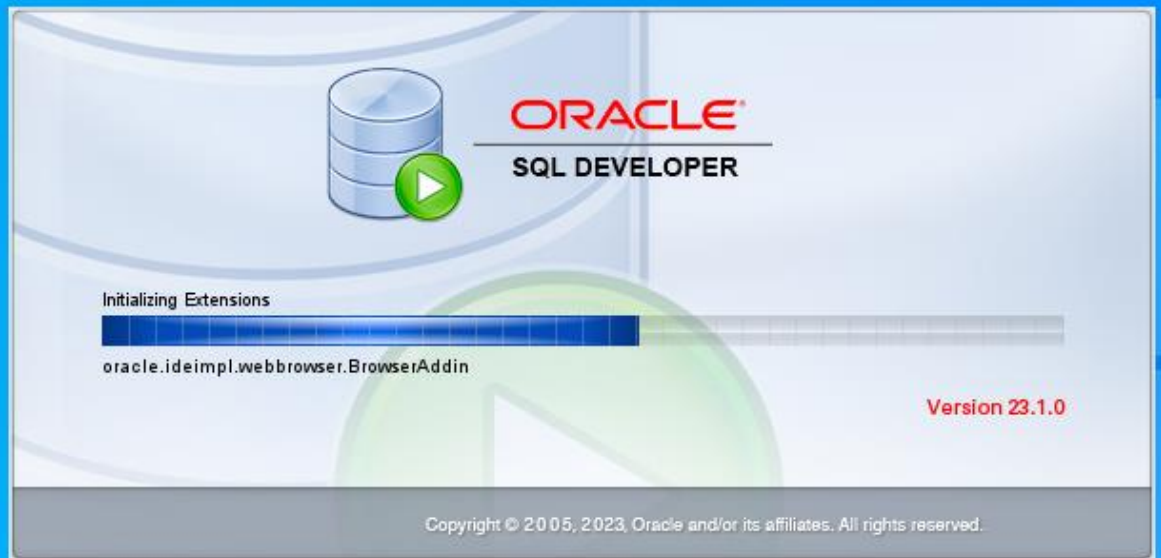 ORACLE®
SQL DEVELOPER
Initializing Extensions
oracle.ideimpl.webbrowser.BrowserAddin
Version 23.1.0
Copyright © 2005, 2023, Oracle and/or its affiliates. All rights reserved.